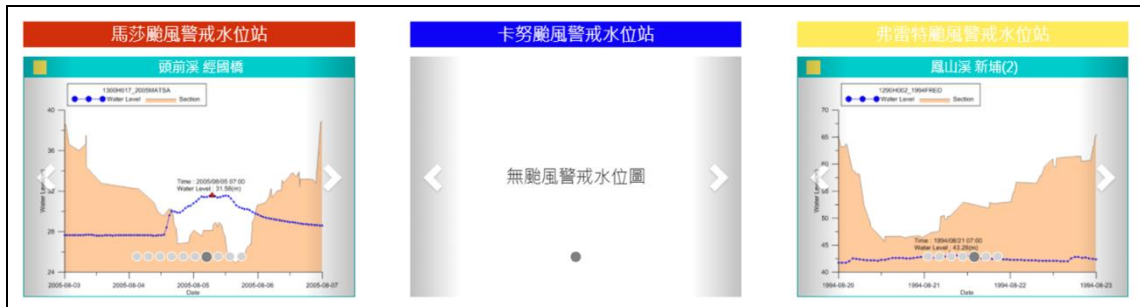 馬莎颱風警戒水位站
頭前溪 經國橋
1300H017_2005MATSA
Water Level
Section
40
36
32
28
24
Water Level
Time : 2005/08/05 07:00
Water Level : 31.58(m)
2005-08-03
2005-08-04
2005-08-05
2005-08-06
2005-08-07
Date
卡努颱風警戒水位站
無颱風警戒水位圖
弗雷特颱風警戒水位站
鳳山溪 新埔(2)
1290H002_1994FRED
Water Level
Section
70
65
60
55
50
45
40
Time : 1994/08/21 07:00
Water Level : 43.28(m)
1994-08-20
1994-08-21
1994-08-22
1994-08-23
Date